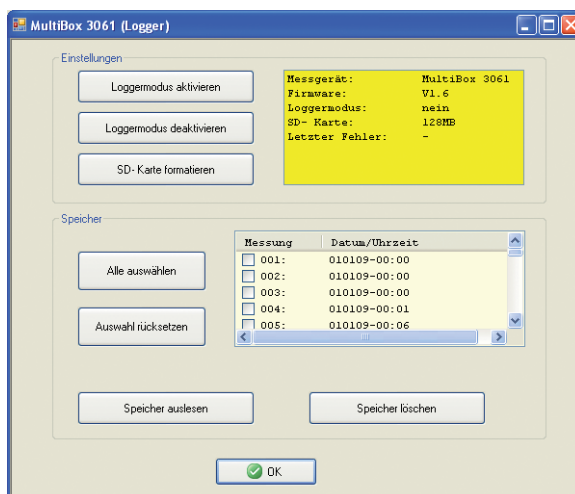 MultiBox 3061 (Logger)
Einstellungen
Loggermodus aktivieren
Loggermodus deaktivieren
SD- Karte formatieren
Messgerät: MultiBox 3061
Firmware: V1.6
Loggermodus: nein
SD- Karte: 128MB
Letzter Fehler: -
Speicher
Alle auswählen
Auswahl rücksetzen
Messung Datum/Uhrzeit
001: 010109-00:00
002: 010109-00:00
003: 010109-00:00
004: 010109-00:01
005: 010109-00:06
Speicher auslesen
Speicher löschen
OK